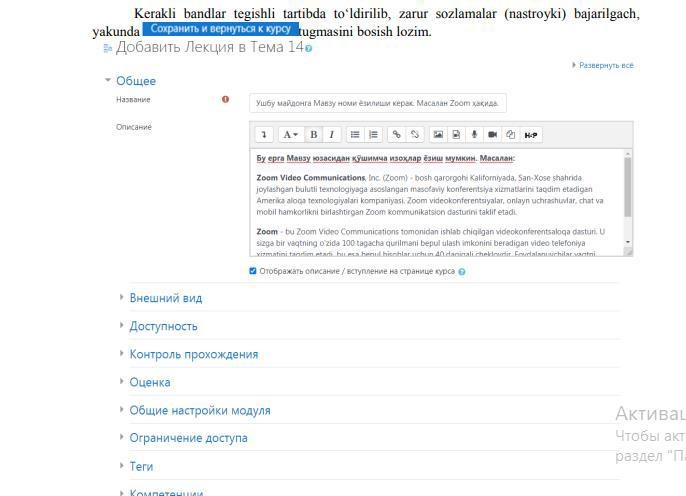 Kerakli bandlar tegishli tartibda to‘ldirilib, zarur sozlamalar (nastroyki) bajarilgach,
yakunda Сохранить и вернуться к курсу tugmasini bosish lozim.
Добавить Лекция в Тема 14
Развернуть всё
Общее
Название
Ушбу майдонга Мавзу номи ёзилиши керак. Масалан Zoom ҳақида.
Описание
A B I H-P
Бу ерга Мавзу юзасидан қўшимча изоҳлар ёзиш мумкин. Масалан:
Zoom Video Communications, Inc. (Zoom) - bosh qarorgohi Kaliforniyada, San-Xose shahrida
joylashgan bulutli texnologiyaga asoslangan masofaviy konferentsiya xizmatlarini taqdim etadigan
Amerika aloqa texnologiyalari kompaniyasi. Zoom videokonferentsiyalar, onlayn uchrashuvlar, chat va
mobil hamkorlikni birlashtirgan Zoom kommunikatsion dasturini taklif etadi.
Zoom - bu Zoom Video Communications tomonidan ishlab chiqilgan videokonferentsaloqa dasturi. U
sizga bir vaqtning o'zida 100 tagacha qurilmani bepul ulash imkonini beradigan video telefoniya
xizmatini taqdim etadi, bu esa bepul hisoblar uchun 40 daqiqali cheklovdir. Foydalanuvchilar vaqtni
Отображать описание / вступление на странице курса
Внешний вид
Доступность
Контроль прохождения
Оценка
Общие настройки модуля
Ограничение доступа
Теги
Компетенции
Активац
Чтобы акт
раздел "Па